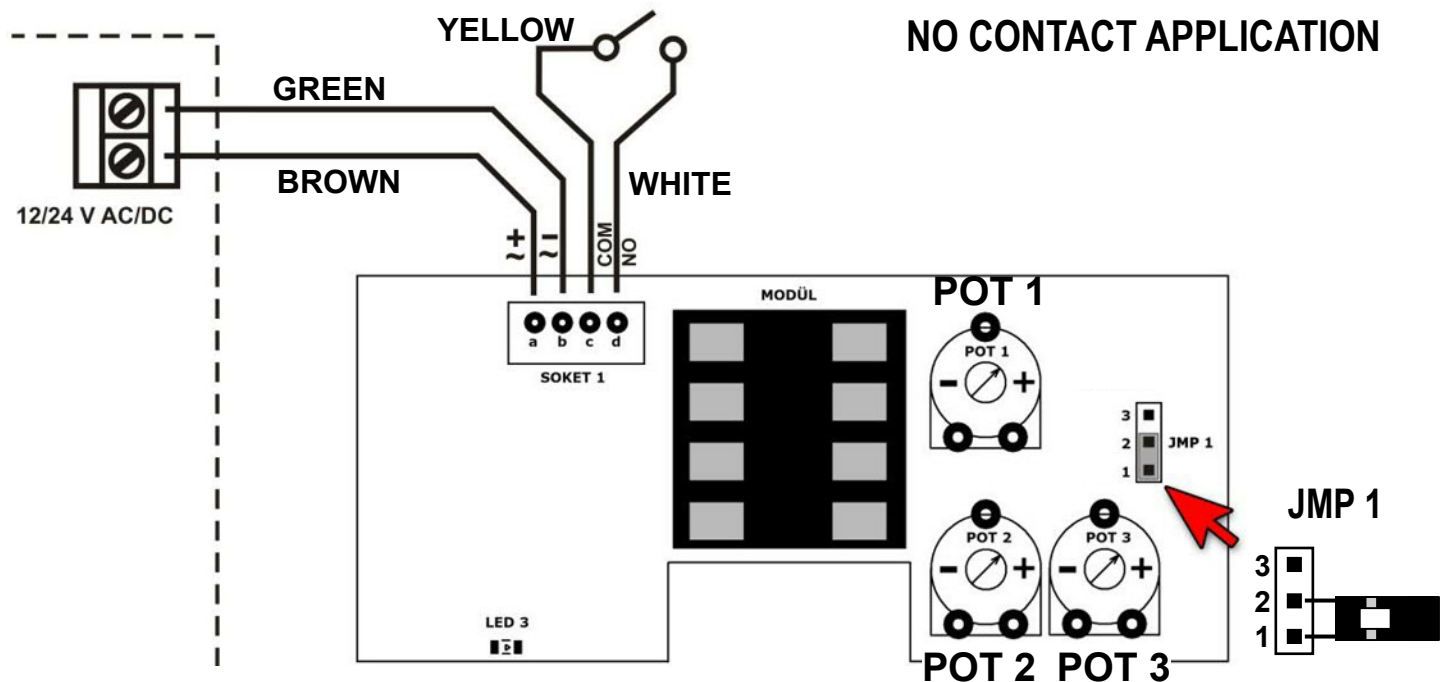 NO CONTACT APPLICATION
YELLOW
GREEN
BROWN
WHITE
12/24 V AC/DC
+
~
-
~
COM
NO
a b c d
SOKET 1
MODÜL
POT 1
POT 1
- +
3
2 JMP 1
1
JMP 1
3
2
1
POT 2
- +
POT 3
- +
LED 3
POT 2 POT 3